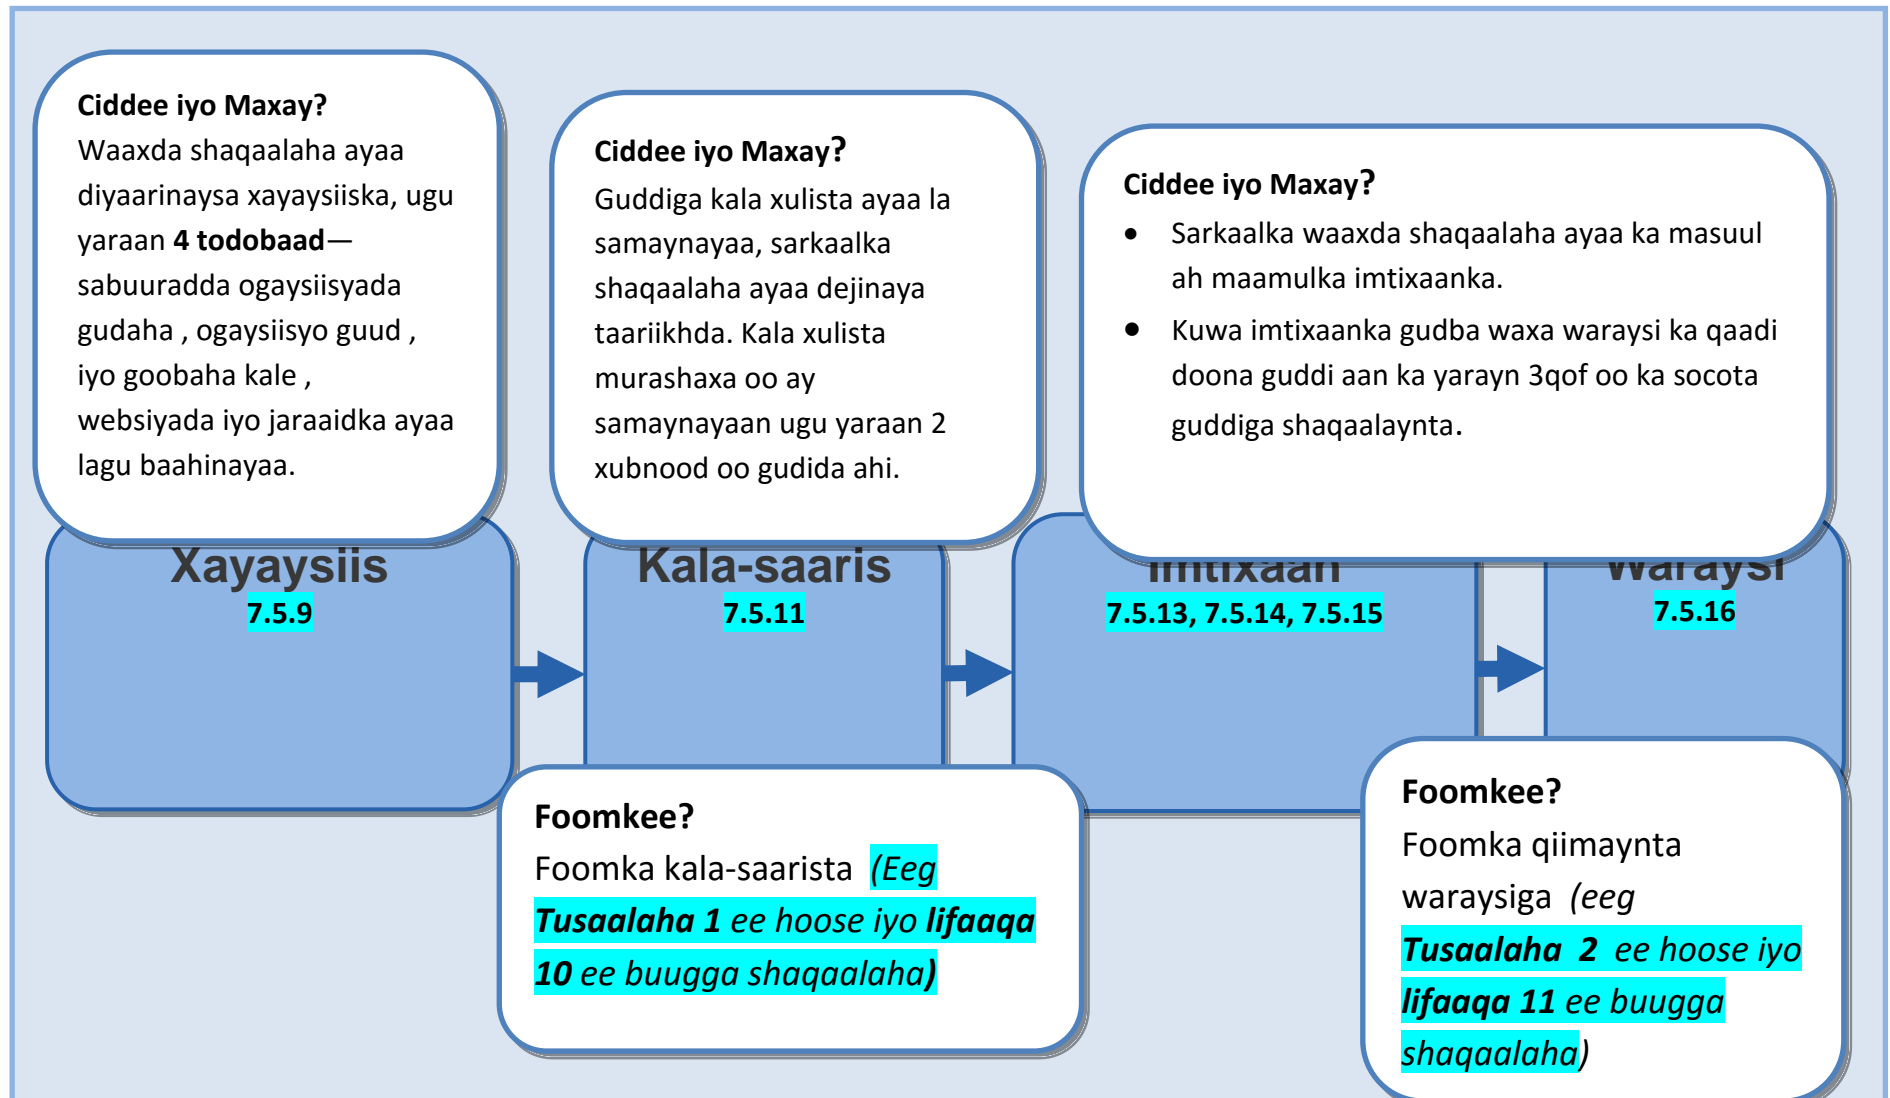 Ciddee iyo Maxay?
Waaxda shaqaalaha ayaa
diyaarinaysa xayaysiiska, ugu
yaraan 4 todobaad—
sabuuradda ogaysiisyada
gudaha , ogaysiisyo guud ,
iyo goobaha kale ,
websiyada iyo jaraaidka ayaa
lagu baahinayaa.
Ciddee iyo Maxay?
Guddiga kala xulista ayaa la
samaynayaa, sarkaalka
shaqaalaha ayaa dejinaya
taariikhda. Kala xulista
murashaxa oo ay
samaynayaan ugu yaraan 2
xubnood oo gudida ahi.
Ciddee iyo Maxay?
• Sarkaalka waaxda shaqaalaha ayaa ka masuul
ah maamulka imtixaanka.
• Kuwa imtixaanka gudba waxa waraysi ka qaadi
doona guddi aan ka yarayn 3qof oo ka socota
guddiga shaqaalaynta.
Xayaysiis
7.5.9
Kala-saaris
7.5.11
Imtixaan
7.5.13, 7.5.14, 7.5.15
Waraysi
7.5.16
Foomkee?
Foomka kala-saarista (Eeg
Tusaalaha 1 ee hoose iyo lifaaqa
10 ee buugga shaqaalaha)
Foomkee?
Foomka qiimaynta
waraysiga (eeg
Tusaalaha 2 ee hoose iyo
lifaaqa 11 ee buugga
shaqaalaha)